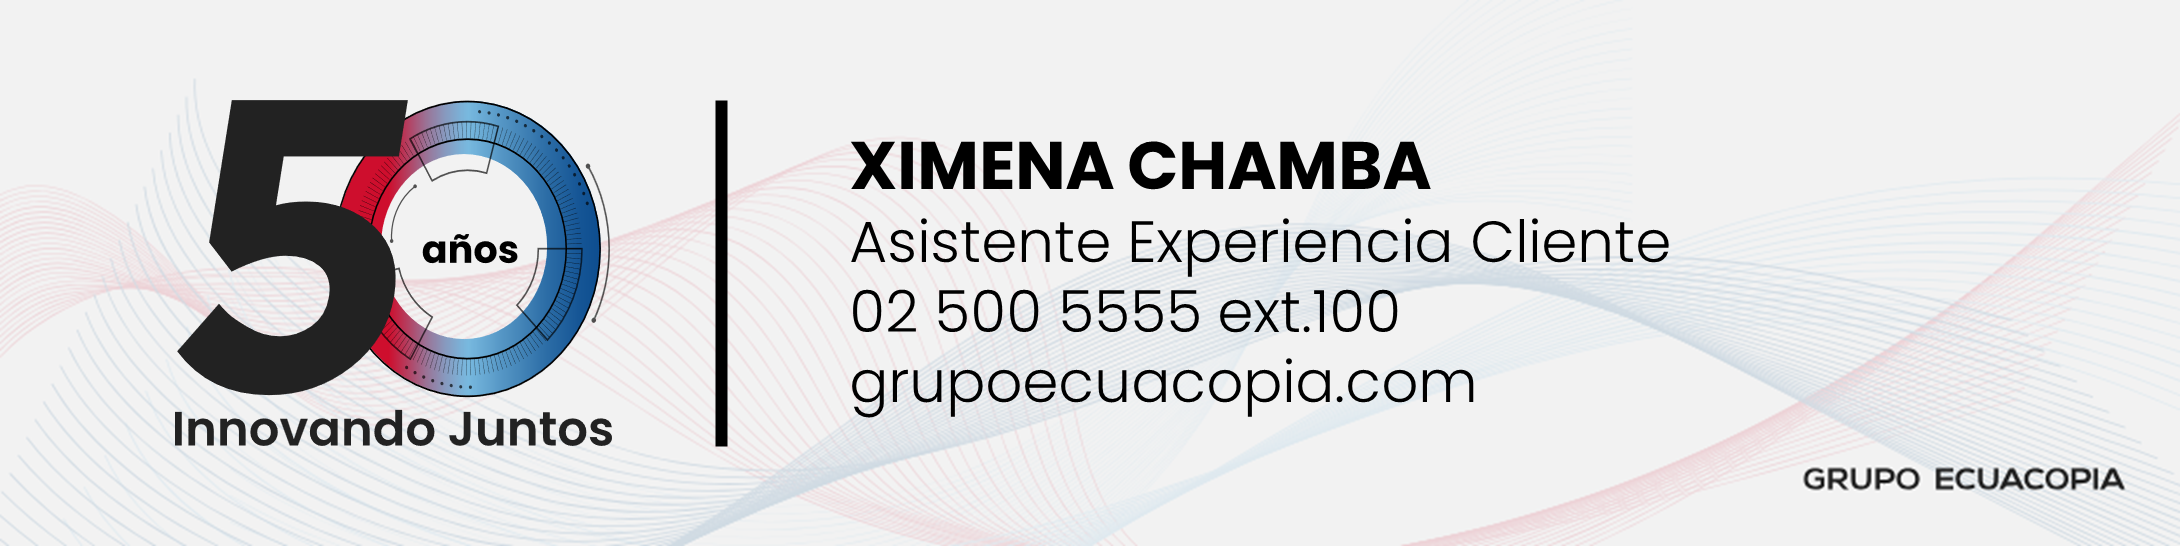 50
años
Innovando Juntos
XIMENA CHAMBA
Asistente Experiencia Cliente
02 500 5555 ext.100
grupoecuacopia.com
GRUPO ECUACOPIA